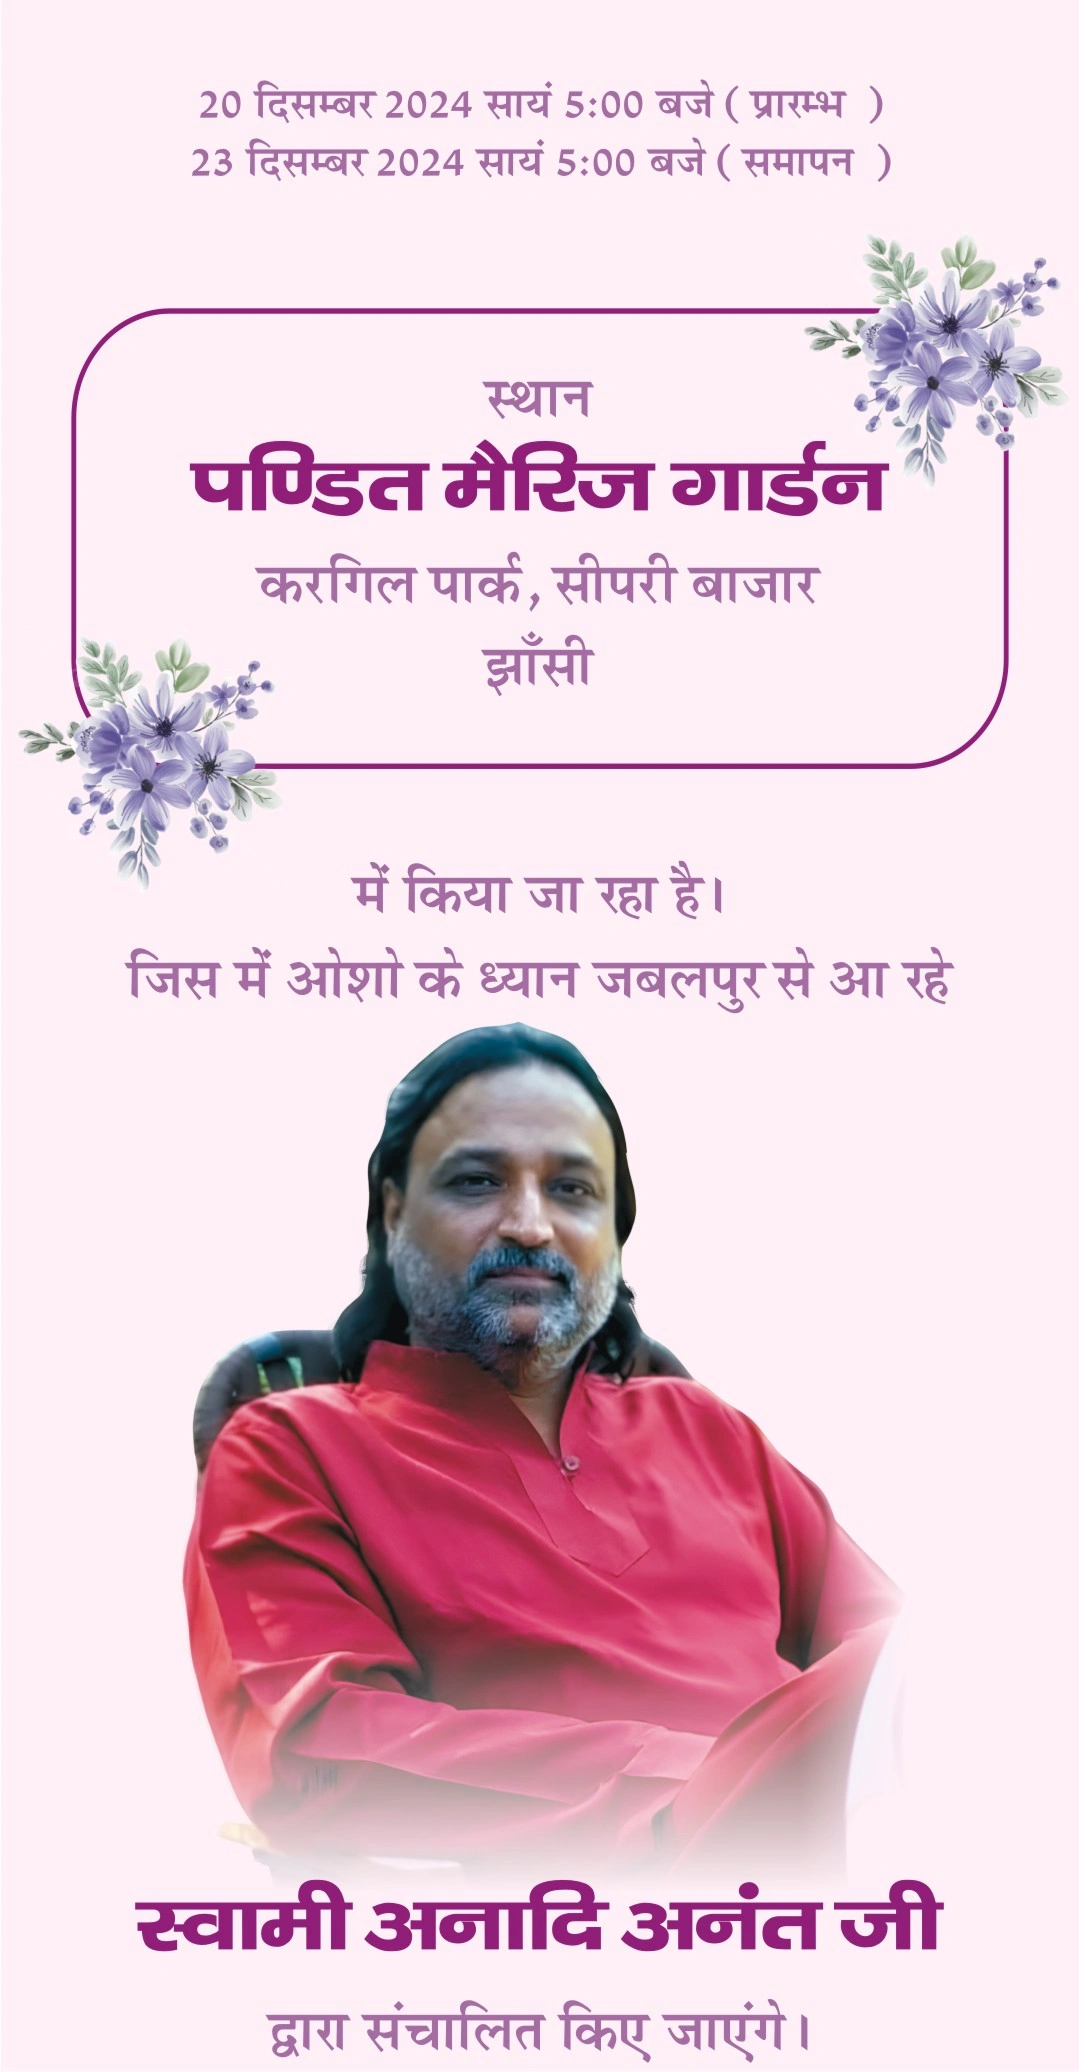 20 दिसम्बर 2024 सायं 5:00 बजे ( प्रारम्भ )
23 दिसम्बर 2024 सायं 5:00 बजे ( समापन )
स्थान
पण्डित मैरिज गार्डन
करगिल पार्क, सीपरी बाजार
झाँसी
में किया जा रहा है।
जिस में ओशो के ध्यान जबलपुर से आ रहे
स्वामी अनादि अनंत जी
द्वारा संचालित किए जाएंगे।